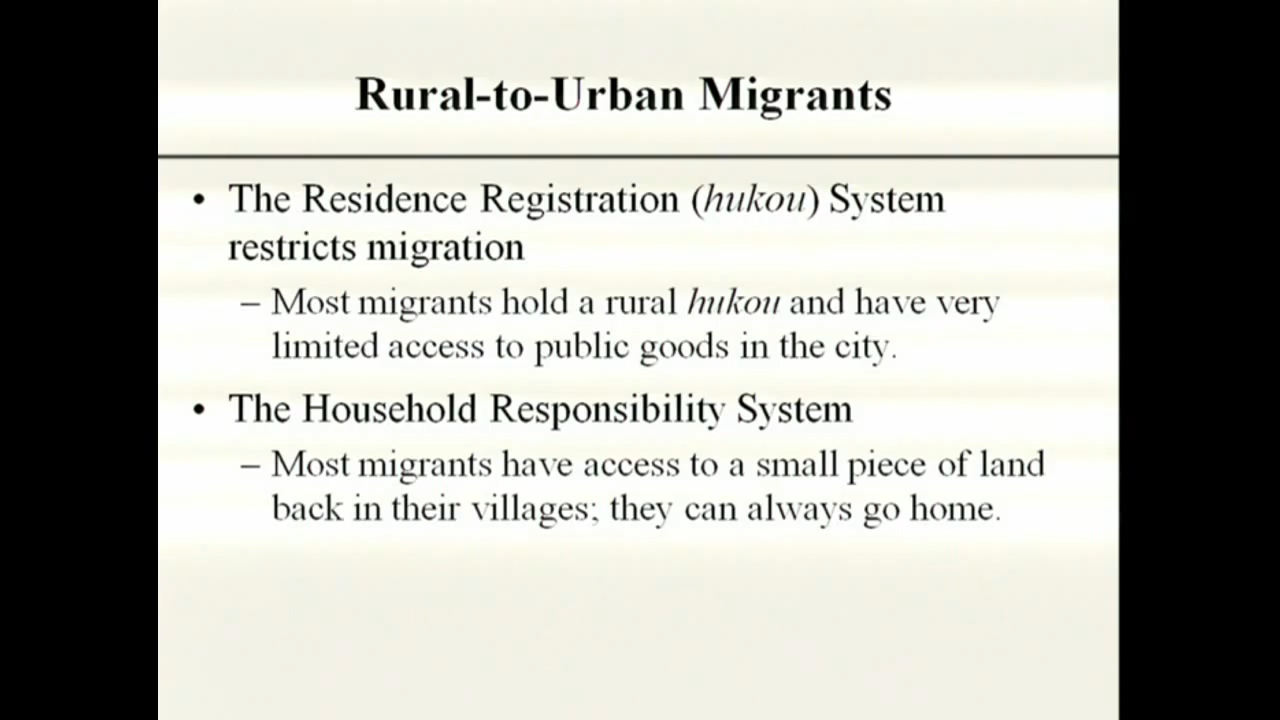 Rural-to-Urban Migrants
• The Residence Registration (hukou) System
restricts migration
– Most migrants hold a rural hukou and have very
limited access to public goods in the city.
• The Household Responsibility System
– Most migrants have access to a small piece of land
back in their villages; they can always go home.